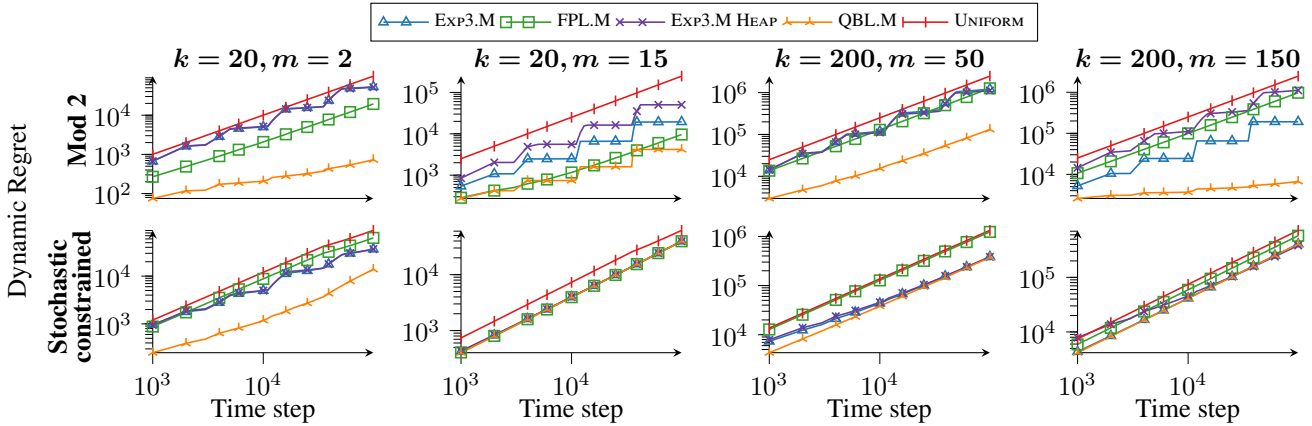 EXP3.M FPL.M EXP3.M HEAP QBL.M UNIFORM
k = 20, m = 2 k = 20, m = 15 k = 200, m = 50 k = 200, m = 150
Dynamic Regret
Mod 2
10^4
10^3
10^2
10^5
10^4
10^3
10^6
10^5
10^4
10^6
10^5
10^4
Stochastic
constrained
10^4
10^3
10^5
10^4
10^3
10^6
10^5
10^4
10^5
10^4
10^3 10^4 10^3 10^4 10^3 10^4 10^3 10^4
Time step Time step Time step Time step